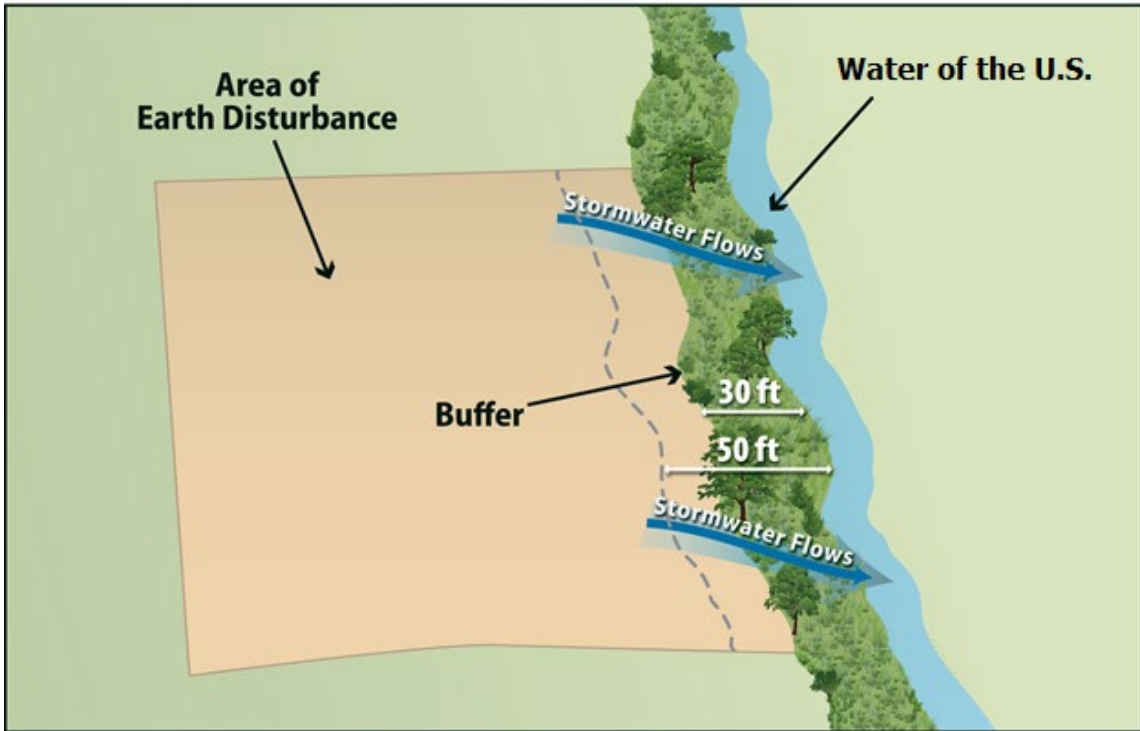 Area of
Earth Disturbance
Water of the U.S.
Stormwater Flows
Buffer
30 ft
50 ft
Stormwater Flows